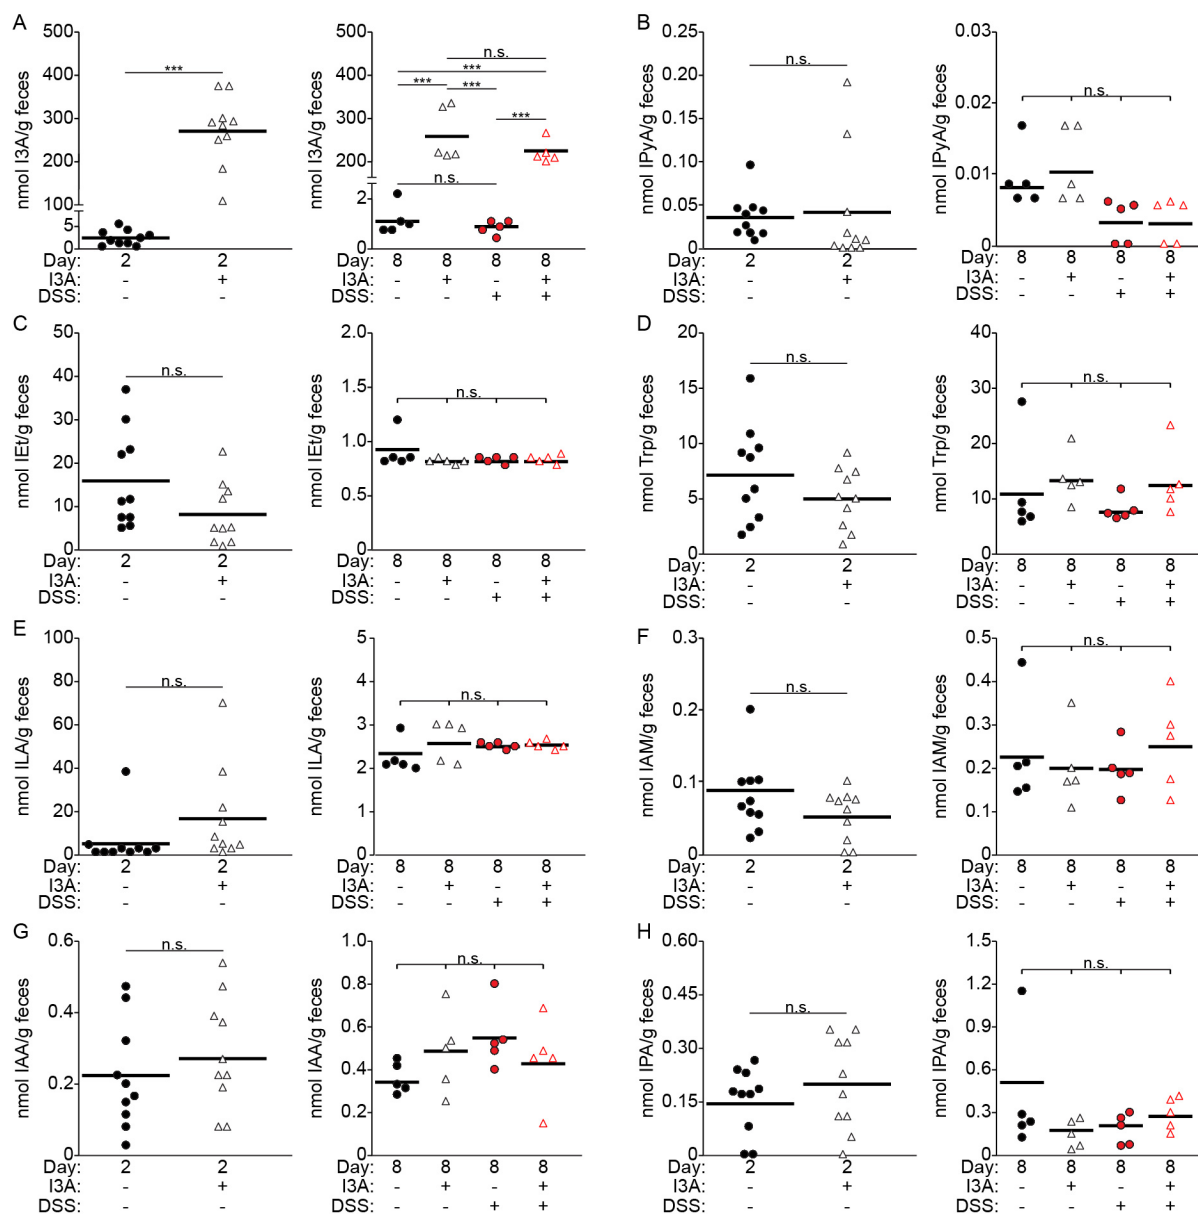 A
500
400
300
200
100
5
0
nmol I3A/g feces
***
Day: 2 2
I3A: - +
DSS: - -
500
400
300
200
2
1
0
nmol I3A/g feces
n.s.
***
*** ***
***
n.s.
Day: 8 8 8 8
I3A: - + - +
DSS: - - + +
B
0.25
0.20
0.15
0.10
0.05
0.00
nmol IPyA/g feces
n.s.
Day: 2 2
I3A: - +
DSS: - -
0.03
0.02
0.01
0
nmol IPyA/g feces
n.s.
Day: 8 8 8 8
I3A: - + - +
DSS: - - + +
C
50
40
30
20
10
0
nmol IEt/g feces
n.s.
Day: 2 2
I3A: - +
DSS: - -
2.0
1.5
1.0
0.5
0
nmol IEt/g feces
n.s.
Day: 8 8 8 8
I3A: - + - +
DSS: - - + +
D
20
15
10
5
0
nmol Trp/g feces
n.s.
Day: 2 2
I3A: - +
DSS: - -
40
30
20
10
0
nmol Trp/g feces
n.s.
Day: 8 8 8 8
I3A: - + - +
DSS: - - + +
E
100
80
60
40
20
0
nmol ILA/g feces
n.s.
Day: 2 2
I3A: - +
DSS: - -
5
4
3
2
1
0
nmol ILA/g feces
n.s.
Day: 8 8 8 8
I3A: - + - +
DSS: - - + +
F
0.3
0.2
0.1
0
nmol IAM/g feces
n.s.
Day: 2 2
I3A: - +
DSS: - -
0.5
0.4
0.3
0.2
0.1
0
nmol IAM/g feces
n.s.
Day: 8 8 8 8
I3A: - + - +
DSS: - - + +
G
0.6
0.4
0.2
0
nmol IAA/g feces
n.s.
Day: 2 2
I3A: - +
DSS: - -
1.0
0.8
0.6
0.4
0.2
0
nmol IAA/g feces
n.s.
Day: 8 8 8 8
I3A: - + - +
DSS: - - + +
H
0.60
0.45
0.30
0.15
0
nmol IPA/g feces
n.s.
Day: 2 2
I3A: - +
DSS: - -
1.5
1.2
0.9
0.6
0.3
0
nmol IPA/g feces
n.s.
Day: 8 8 8 8
I3A: - + - +
DSS: - - + +